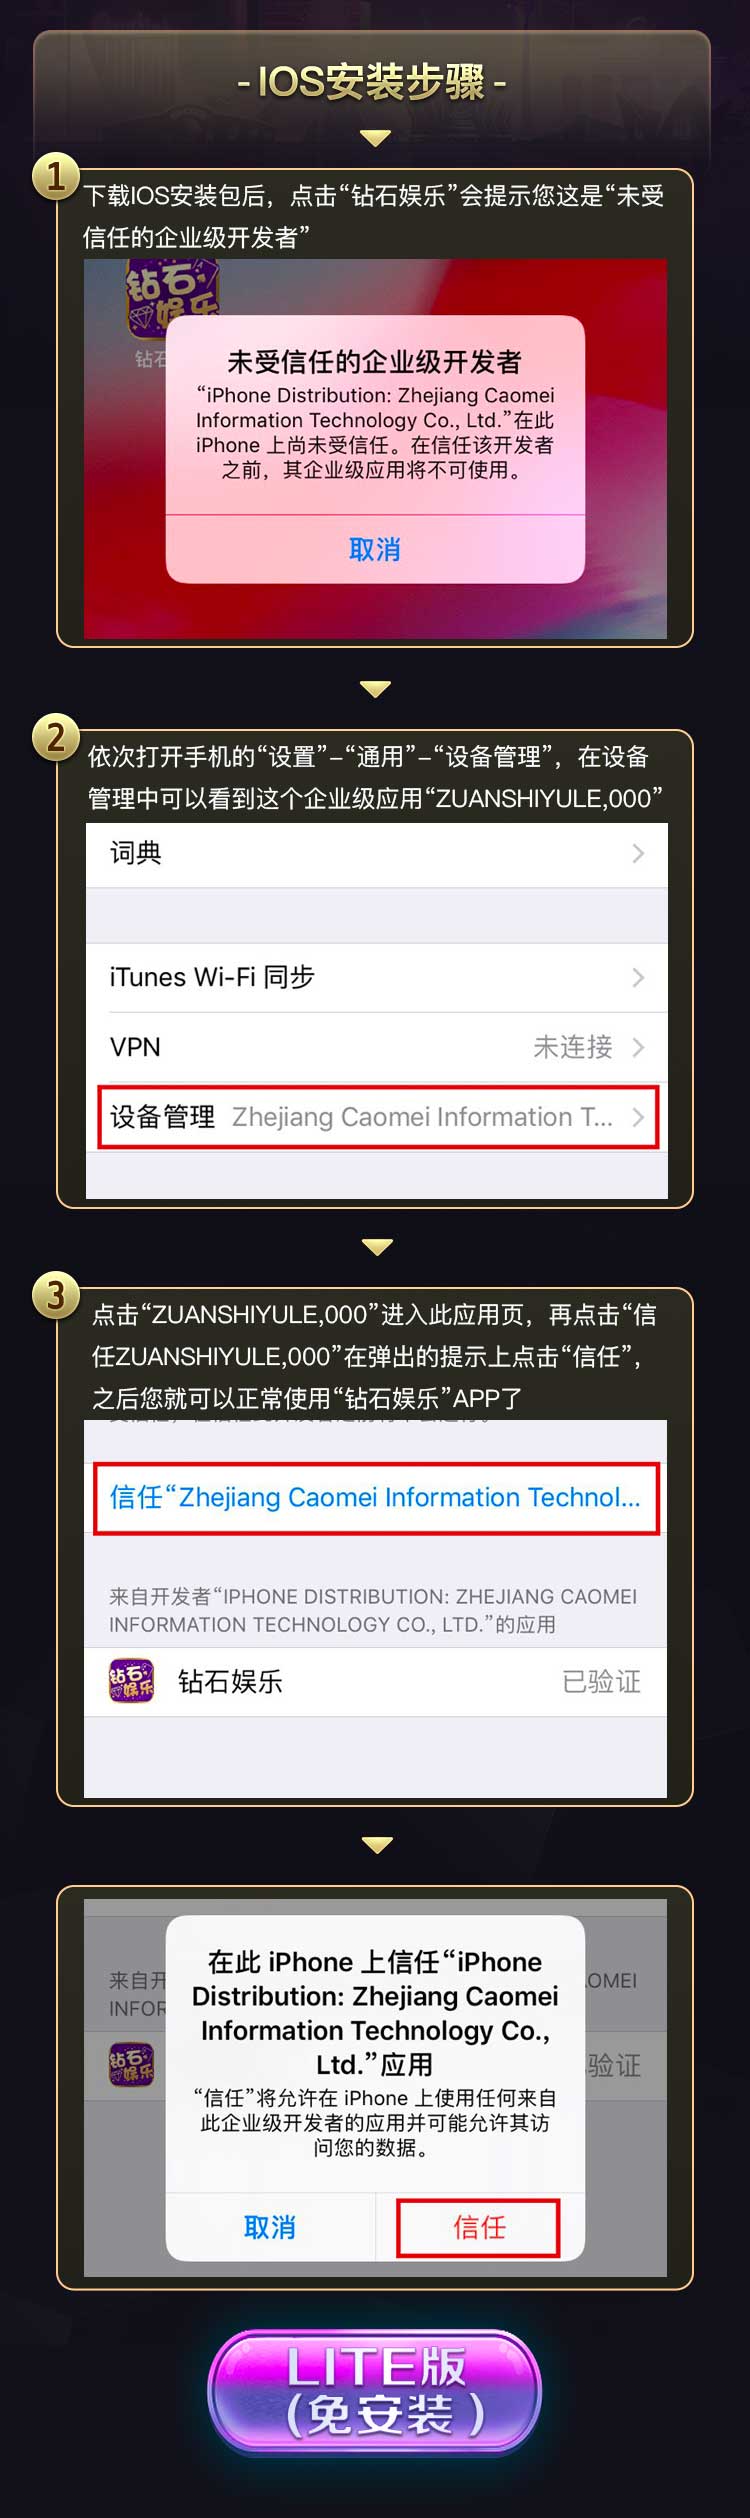 -IOS安装步骤-
1
下载IOS安装包后，点击“钻石娱乐”会提示您这是“未受
信任的企业级开发者”
钻石
娱乐
钻石
未受信任的企业级开发者
“iPhone Distribution: Zhejiang Caomei
Information Technology Co., Ltd.”在此
iPhone 上尚未受信任。在信任该开发者
之前，其企业级应用将不可使用。
取消
2
依次打开手机的“设置”–“通用”–“设备管理”，在设备
管理中可以看到这个企业级应用“ZUANSHIYULE,000”
词典
iTunes Wi-Fi 同步
VPN 未连接
设备管理 Zhejiang Caomei Information T...
3
点击“ZUANSHIYULE,000”进入此应用页，再点击“信
任ZUANSHIYULE,000”在弹出的提示上点击“信任”，
之后您就可以正常使用“钻石娱乐”APP了
信任“Zhejiang Caomei Information Technol...
来自开发者“IPHONE DISTRIBUTION: ZHEJIANG CAOMEI
INFORMATION TECHNOLOGY CO., LTD.”的应用
钻石
娱乐
钻石娱乐 已验证
在此 iPhone 上信任“iPhone
Distribution: Zhejiang Caomei
Information Technology Co.,
Ltd.”应用
“信任”将允许在 iPhone 上使用任何来自
此企业级开发者的应用并可能允许其访
问您的数据。
来自开 AOMEI
INFOR
钻石
娱乐
验证
取消 信任
LITE版
（免安装）